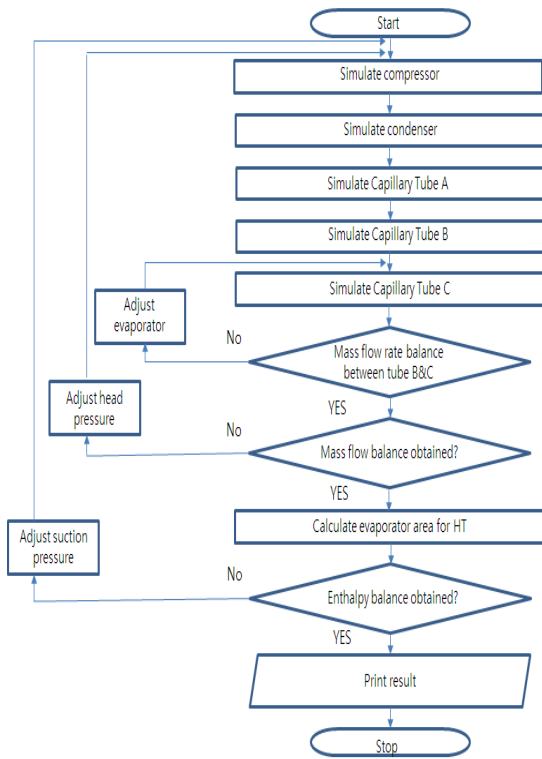 Start
Simulate compressor
Simulate condenser
Simulate Capillary Tube A
Simulate Capillary Tube B
Simulate Capillary Tube C
Adjust
evaporator
No
Mass flow rate balance
between tube B&C
YES
Adjust head
pressure
No
Mass flow balance obtained?
YES
Calculate evaporator area for HT
Adjust suction
pressure
No
Enthalpy balance obtained?
YES
Print result
Stop